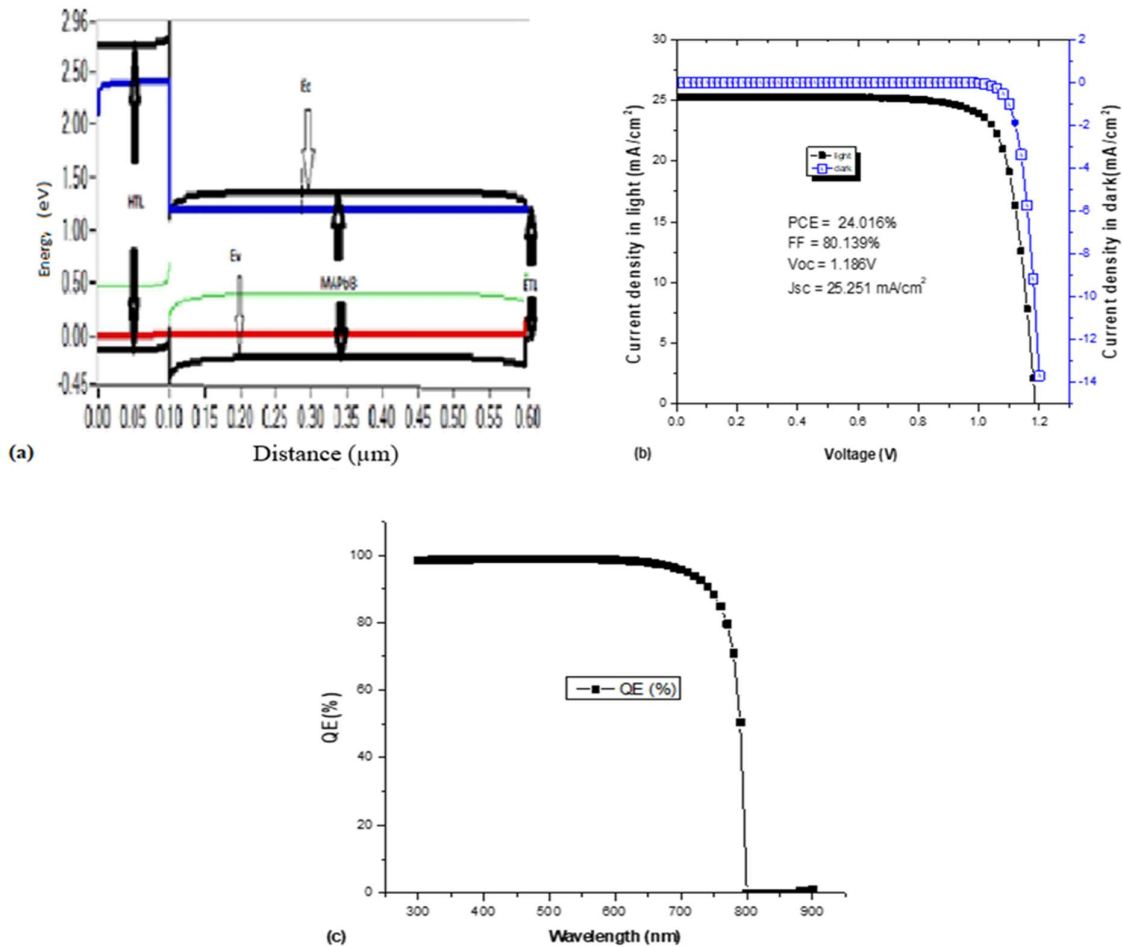 2.96
2.50
2.00
1.50
1.00
0.50
0.00
-0.45
Energy (eV)
HTL
Ec
Ev
ETL
0.00 0.05 0.10 0.15 0.20 0.25 0.30 0.35 0.40 0.45 0.50 0.55 0.60
(a)
Distance (µm)
30
25
20
15
10
5
0
Current density in light (mA/cm²)
light
dark
PCE = 24.016%
FF = 80.139%
Voc = 1.186V
Jsc = 25.251 mA/cm²
2
0
-2
-4
-6
-8
-10
-12
-14
Current density in dark(mA/cm²)
0.0 0.2 0.4 0.6 0.8 1.0 1.2
(b)
Voltage (V)
100
80
60
40
20
0
QE (%)
QE (%)
300 400 500 600 700 800 900
(c)
Wavelength (nm)